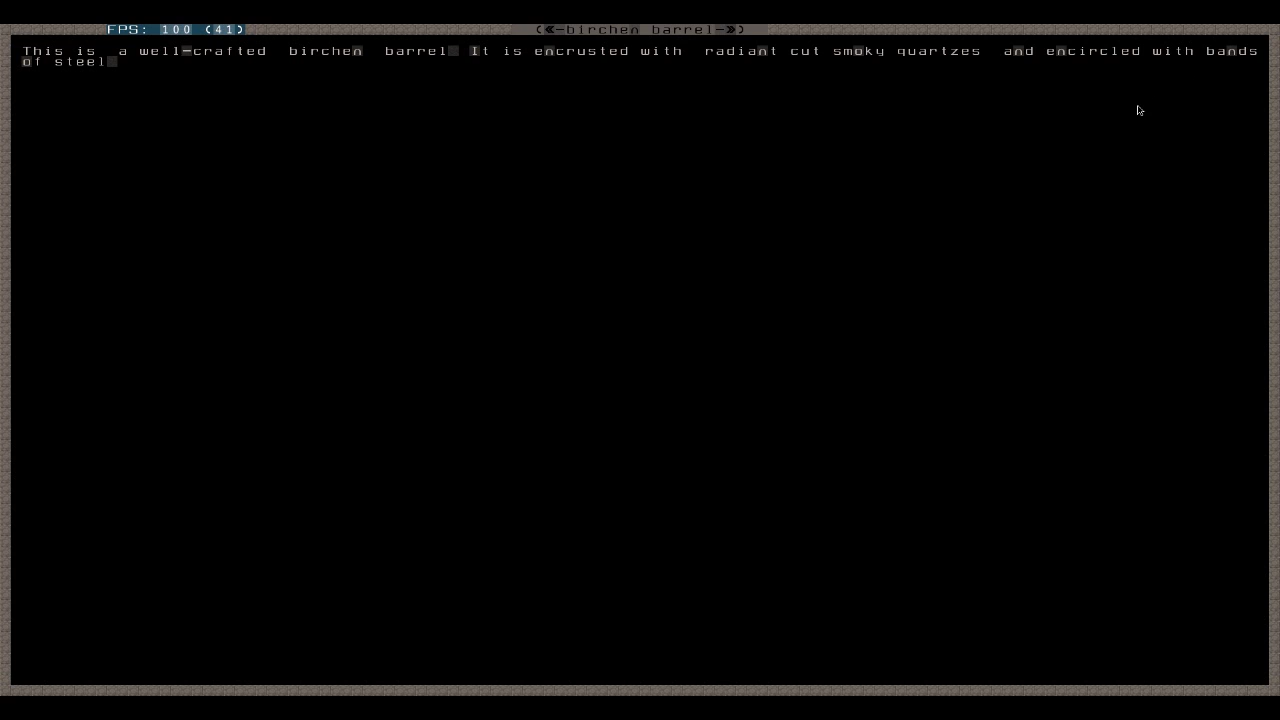 FPS: 100 (41)
(«-birchen barrel-»)
This is a well-crafted birchen barrel. It is encrusted with radiant cut smoky quartzes and encircled with bands
of steel.